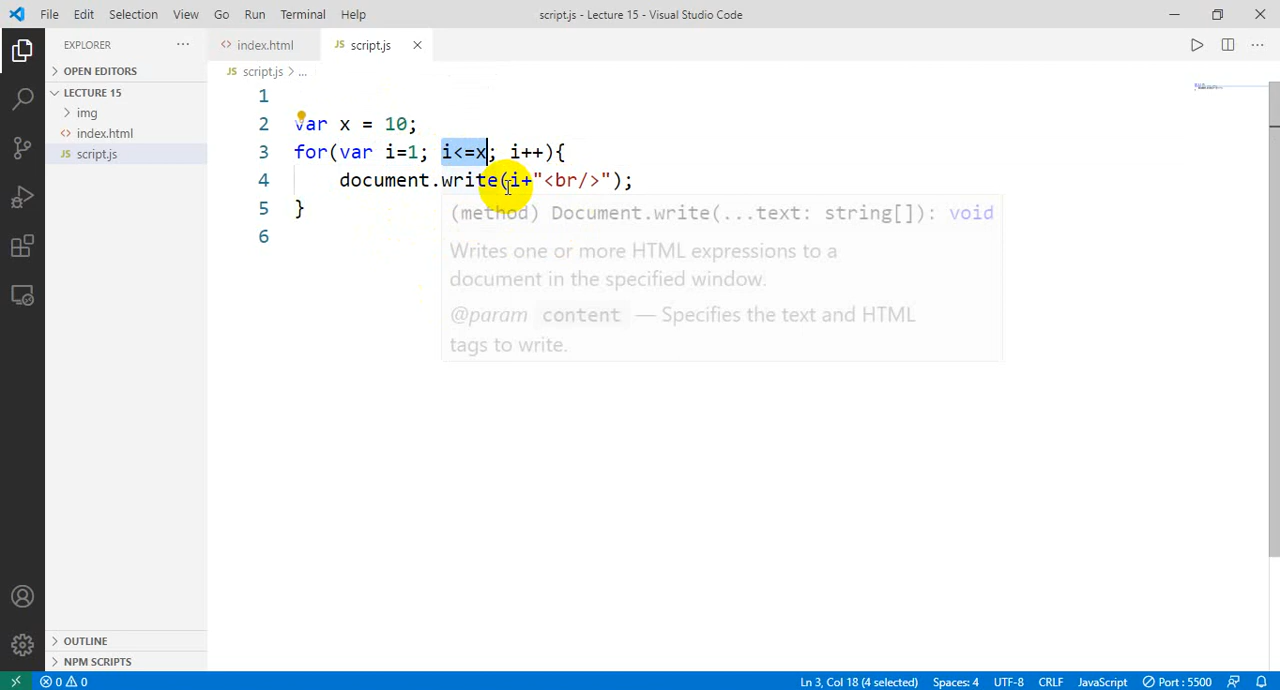 File Edit Selection View Go Run Terminal Help script.js - Lecture 15 - Visual Studio Code
EXPLORER ... <> index.html JS script.js
OPEN EDITORS
JS script.js > ...
LECTURE 15
img
<> index.html
JS script.js
1
2 var x = 10;
3 for(var i=1; i<=x; i++){
4 document.write(i+"<br/>");
5 }
6
(method) Document.write(...text: string[]): void
Writes one or more HTML expressions to a
document in the specified window.
@param content — Specifies the text and HTML
tags to write.
OUTLINE
NPM SCRIPTS
0 0 Ln 3, Col 18 (4 selected) Spaces: 4 UTF-8 CRLF JavaScript Port : 5500